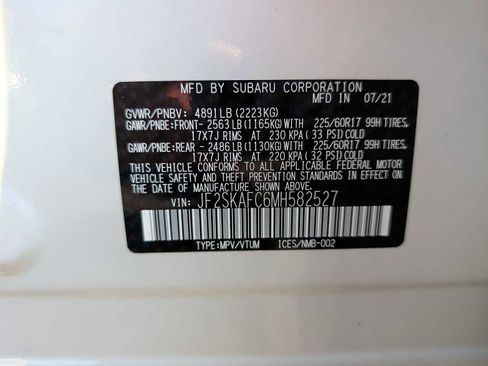 MFD BY SUBARU CORPORATION
MFD IN 07/21
GVWR/PNBV: 4891LB(2223KG)
GAWR/PNBE:FRONT- 2563LB(1165KG)WITH 225/60R17 99H TIRES,
17X7J RIMS AT 230 KPA(33 PSI)COLD
GAWR/PNBE:REAR - 2486LB(1130KG)WITH 225/60R17 99H TIRES,
17X7J RIMS AT 220 KPA(32 PSI)COLD
THIS VEHICLE CONFORMS TO ALL APPLICABLE FEDERAL MOTOR
VEHICLE SAFETY, BUMPER, AND THEFT PREVENTION STANDARDS
IN EFFECT ON THE DATE OF MANUFACTURE SHOWN ABOVE.
VIN: JF2SKAFC6MH582527
TYPE:MPV/VTUM ICES/NMB-002